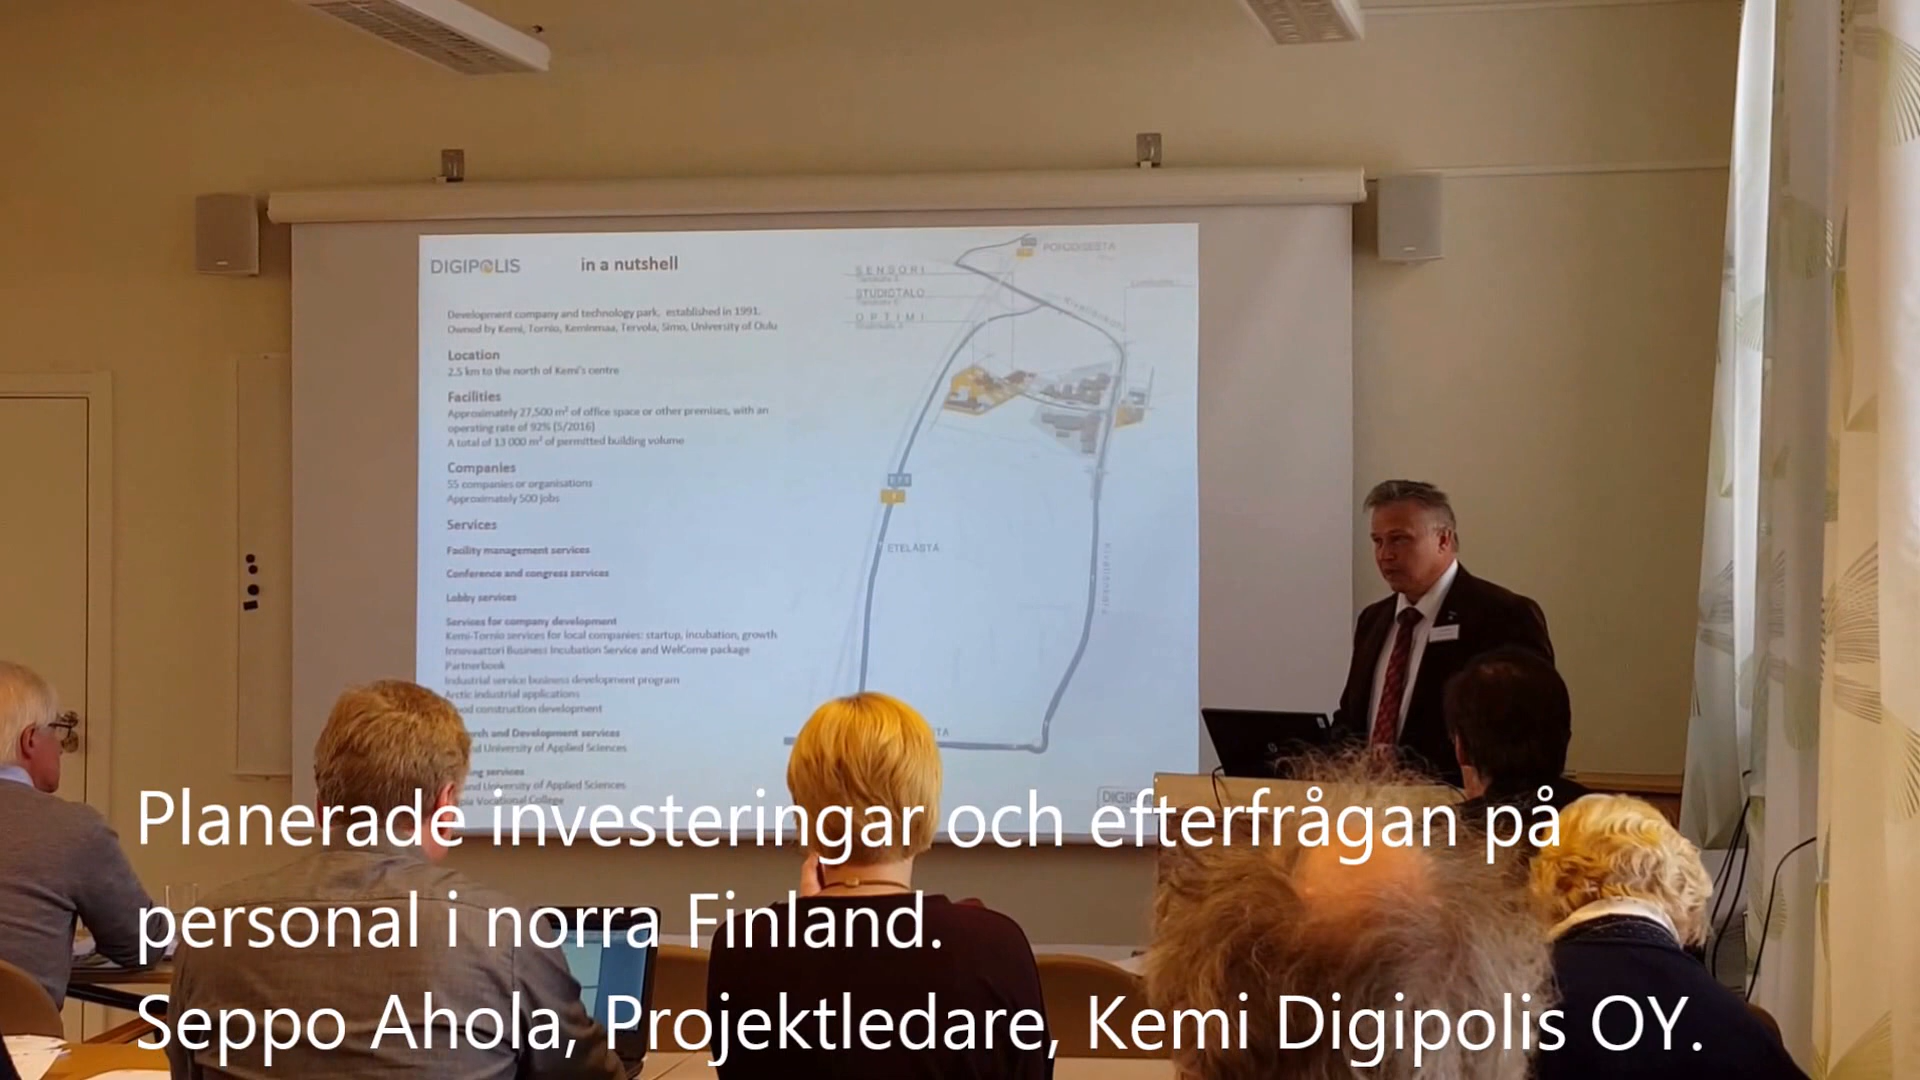 DIGIPOLIS in a nutshell
Development company and technology park, established in 1991.
Owned by Kemi, Tornio, Keminmaa, Tervola, Simo, University of Oulu
Location
2.5 km to the north of Kemi's centre
Facilities
Approximately 27,500 m² of office space or other premises, with an
operating rate of 92% (5/2016)
A total of 13 000 m² of permitted building volume
Companies
55 companies or organisations
Approximately 500 jobs
Services
Facility management services
Conference and congress services
Lobby services
Services for company development
Kemi-Tornio services for local companies: startup, incubation, growth
Innovaattori Business Incubation Service and WelCome package
Partnerbook
Industrial service business development program
Arctic industrial applications
construction development
and Development services
University of Applied Sciences
services
University of Applied Sciences
Vocational College
POHJOISESTA
SENSORI
STUDIOTALO
OPTIMI
ETELÄSTÄ
Planerade investeringar och efterfrågan på
personal i norra Finland.
Seppo Ahola, Projektledare, Kemi Digipolis OY.